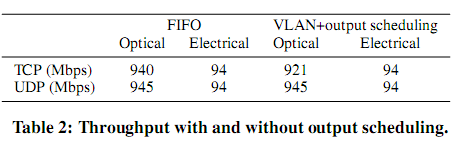 FIFO VLAN+output scheduling
Optical Electrical Optical Electrical
TCP (Mbps) 940 94 921 94
UDP (Mbps) 945 94 945 94
Table 2: Throughput with and without output scheduling.